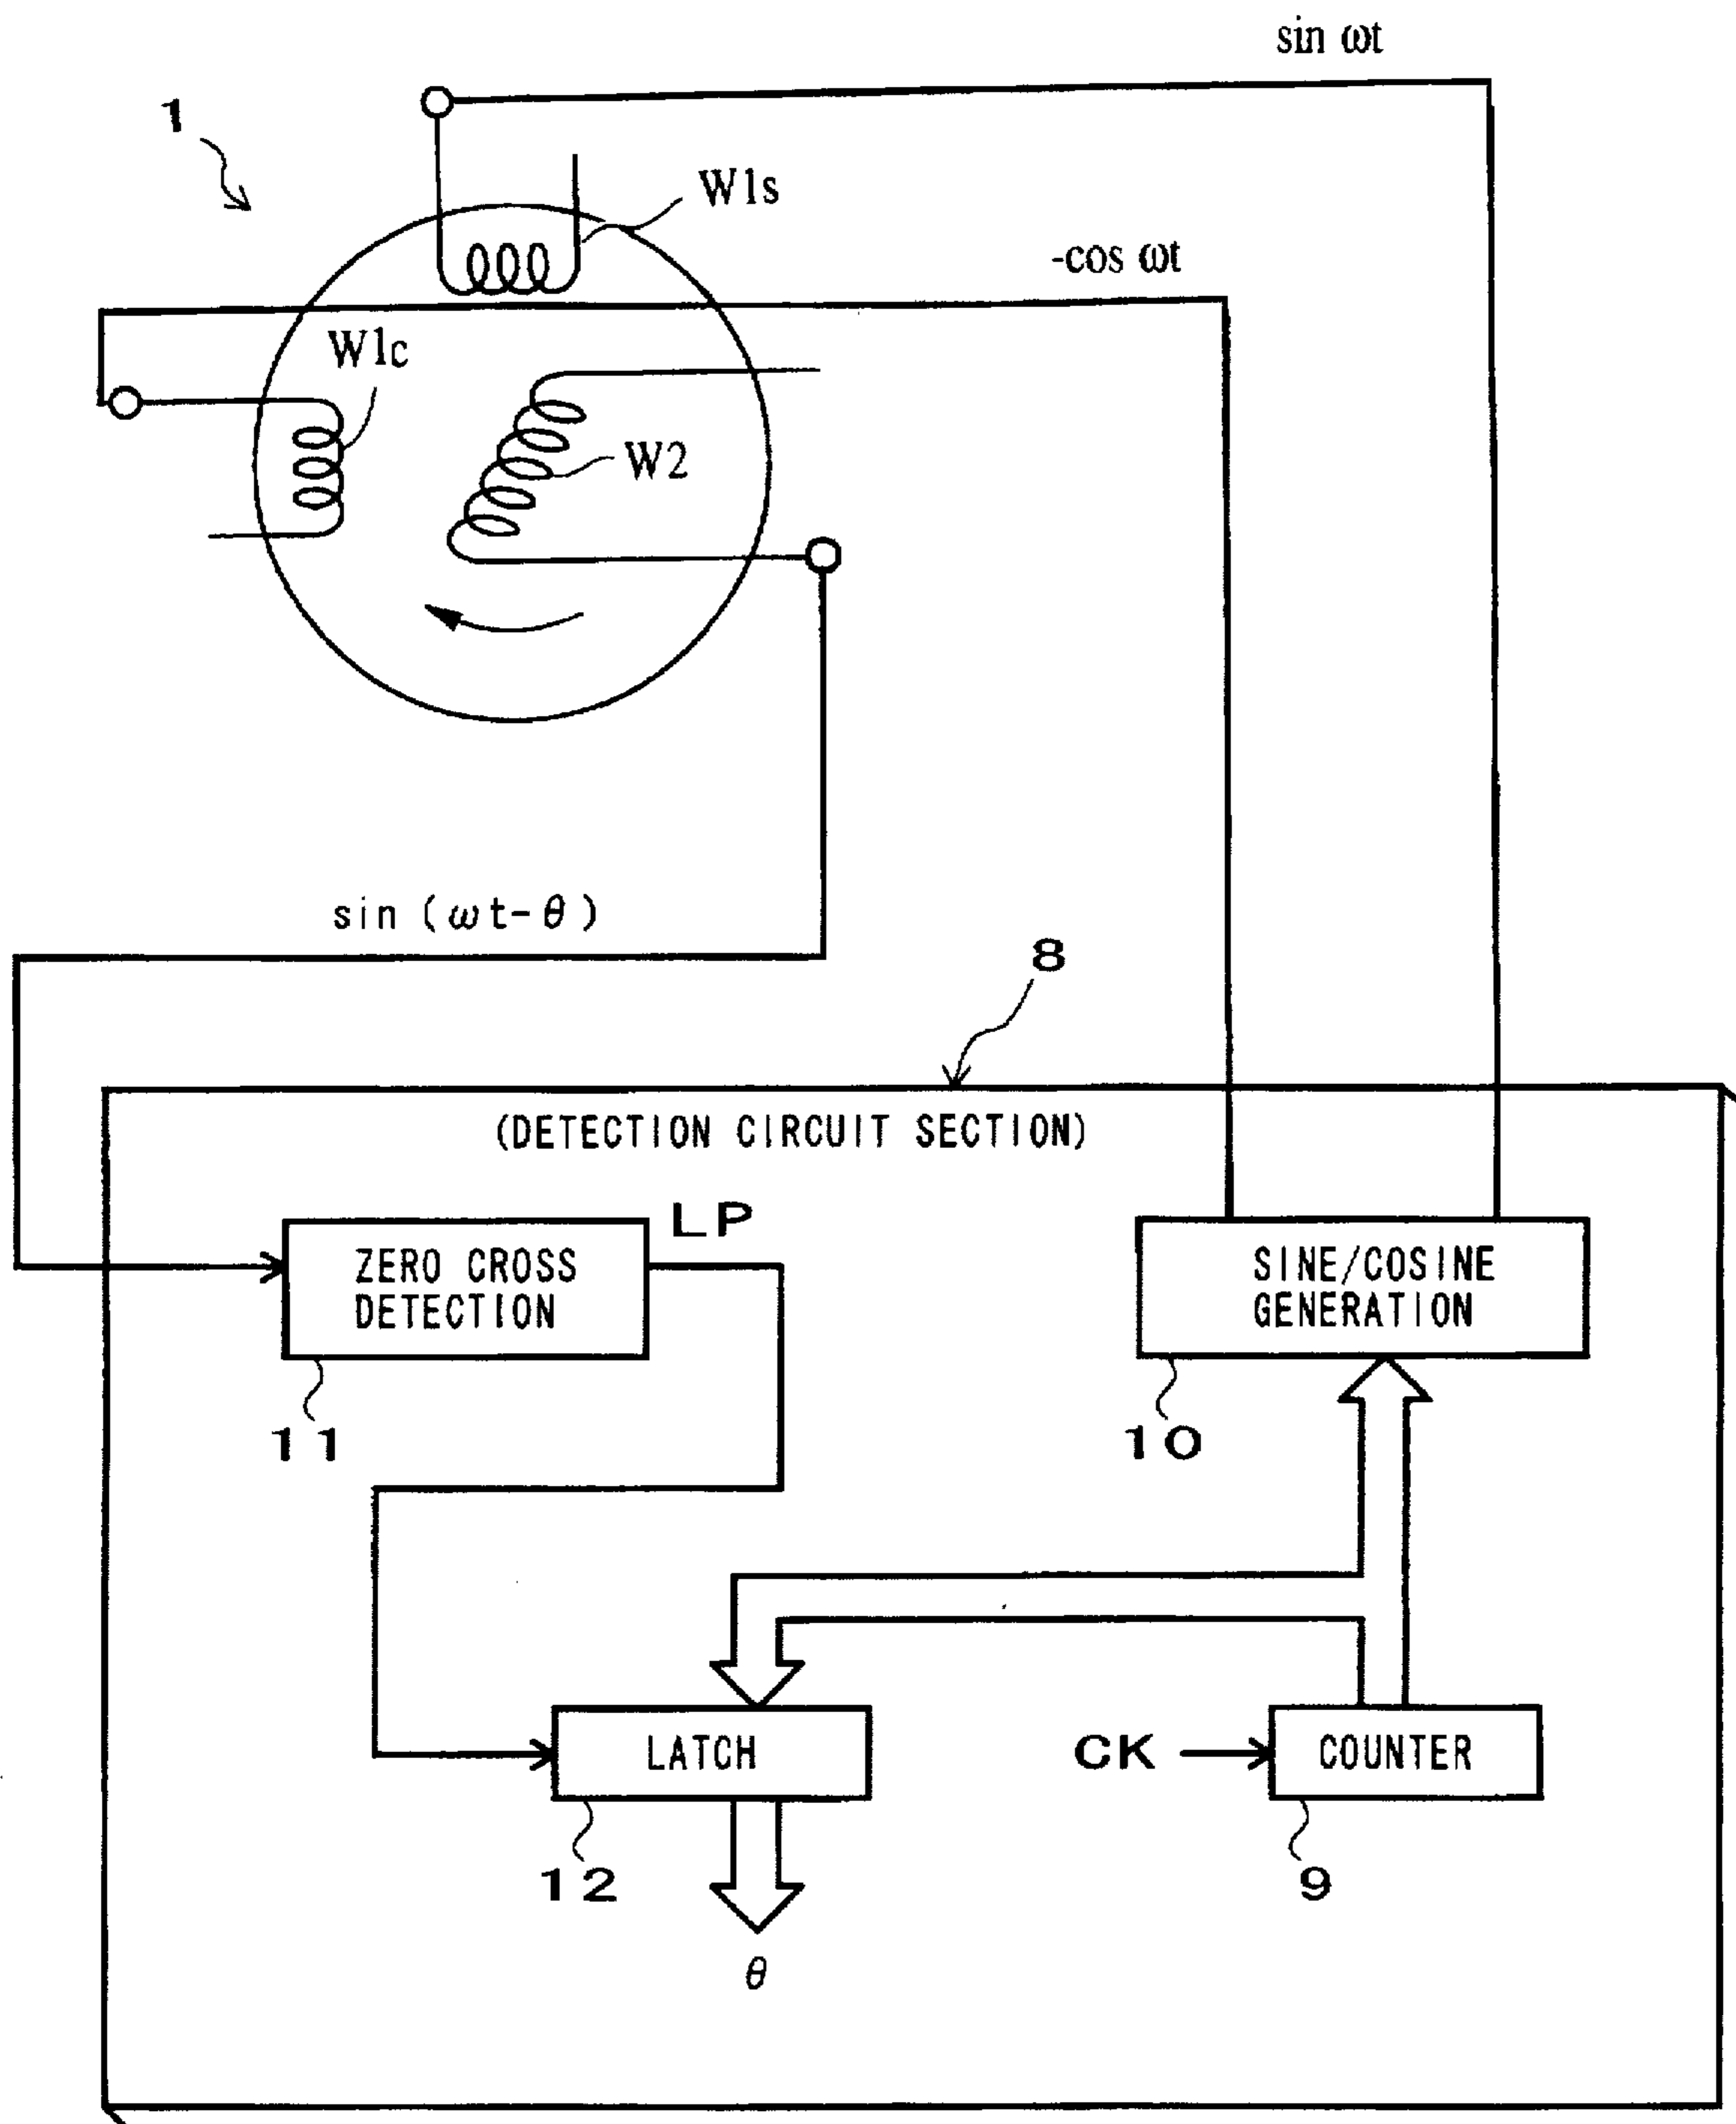 sin ωt
1
W1s
-cos ωt
W1c
W2
sin (ωt-θ)
8
(DETECTION CIRCUIT SECTION)
LP
ZERO CROSS
DETECTION
SINE/COSINE
GENERATION
11
10
LATCH
CK
COUNTER
12
9
θ